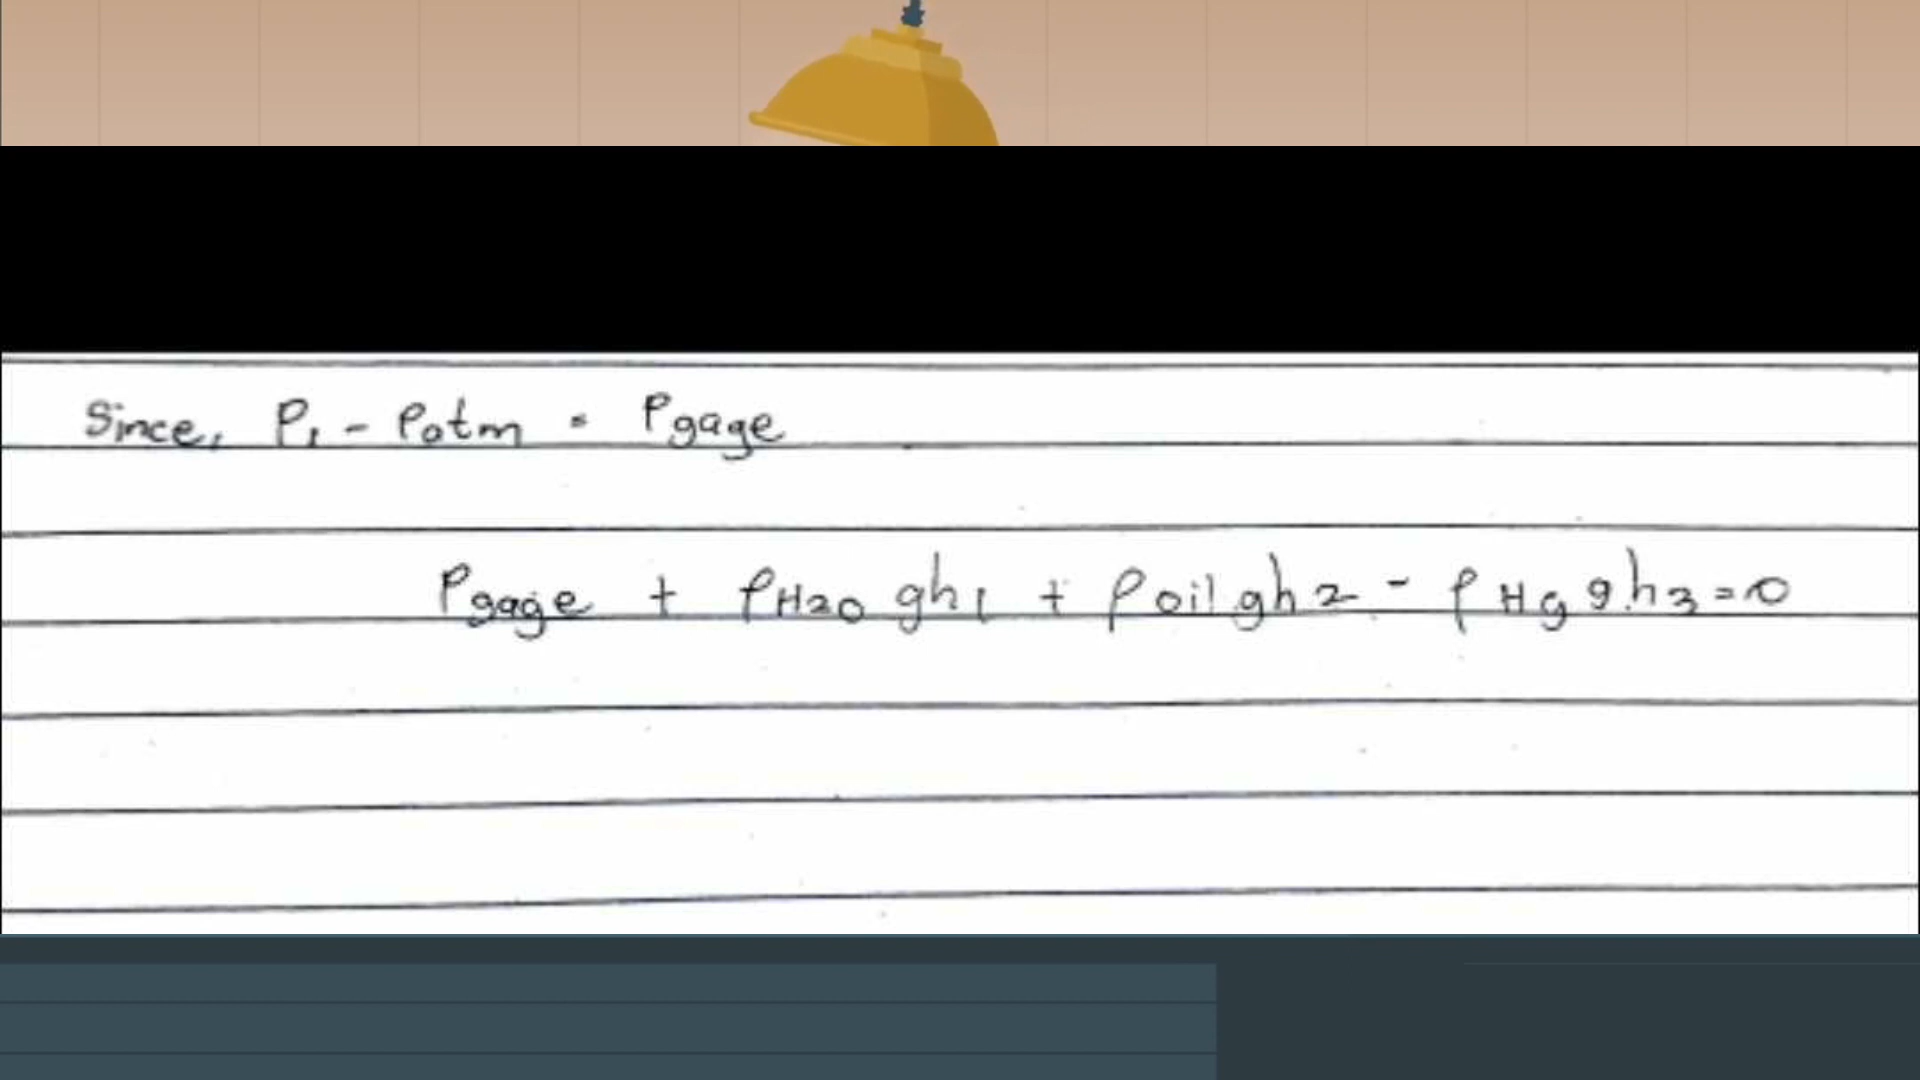 Since, P1 - Patm = Pgage
Pgage + ρH2O gh1 + ρoil gh2 - ρHg gh3 = 0